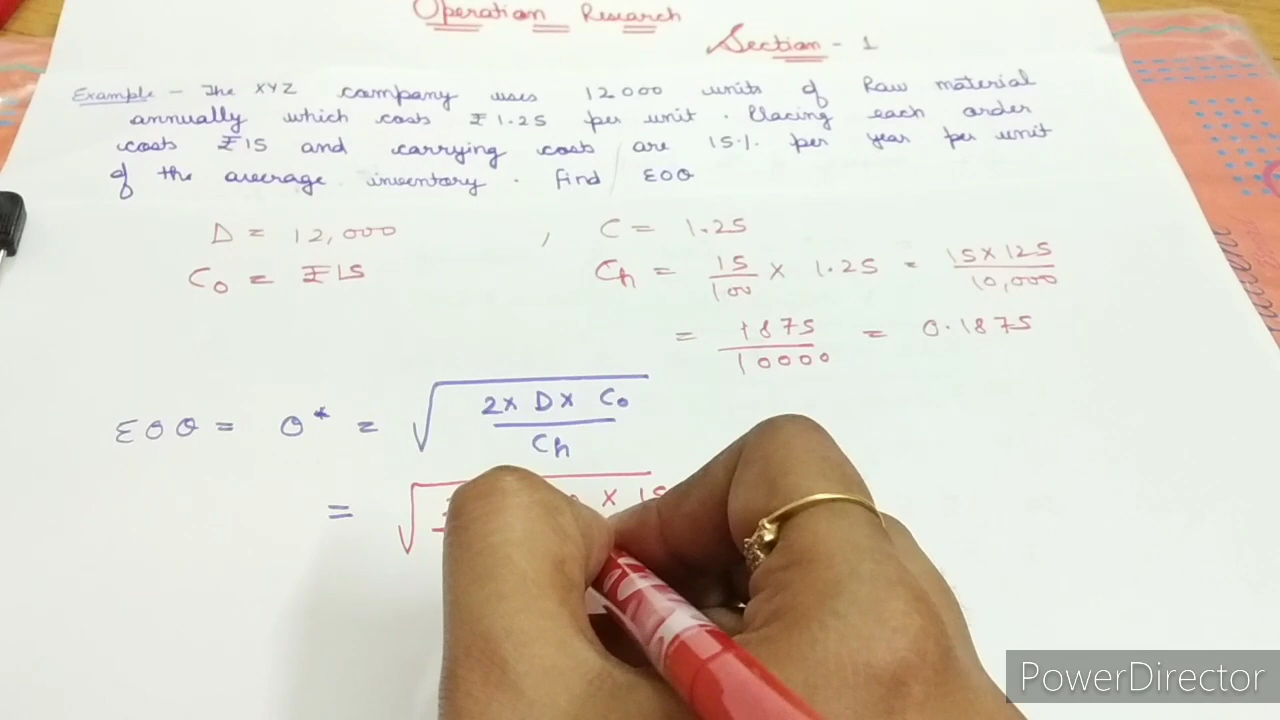 Operation Research
Section - 1
Example - The XYZ company uses 12000 units of Raw material
annually which costs ₹1.25 per unit. Placing each order
costs ₹15 and carrying costs are 15% per year per unit
of the average inventory. Find EOQ
D = 12,000 , C = 1.25
C₀ = ₹15 Ch = 15/100 × 1.25 = 15×125/10,000
= 1875/10000 = 0.1875
EOQ = Q* = √(2× D× C₀/Ch)
= √ × 15
PowerDirector